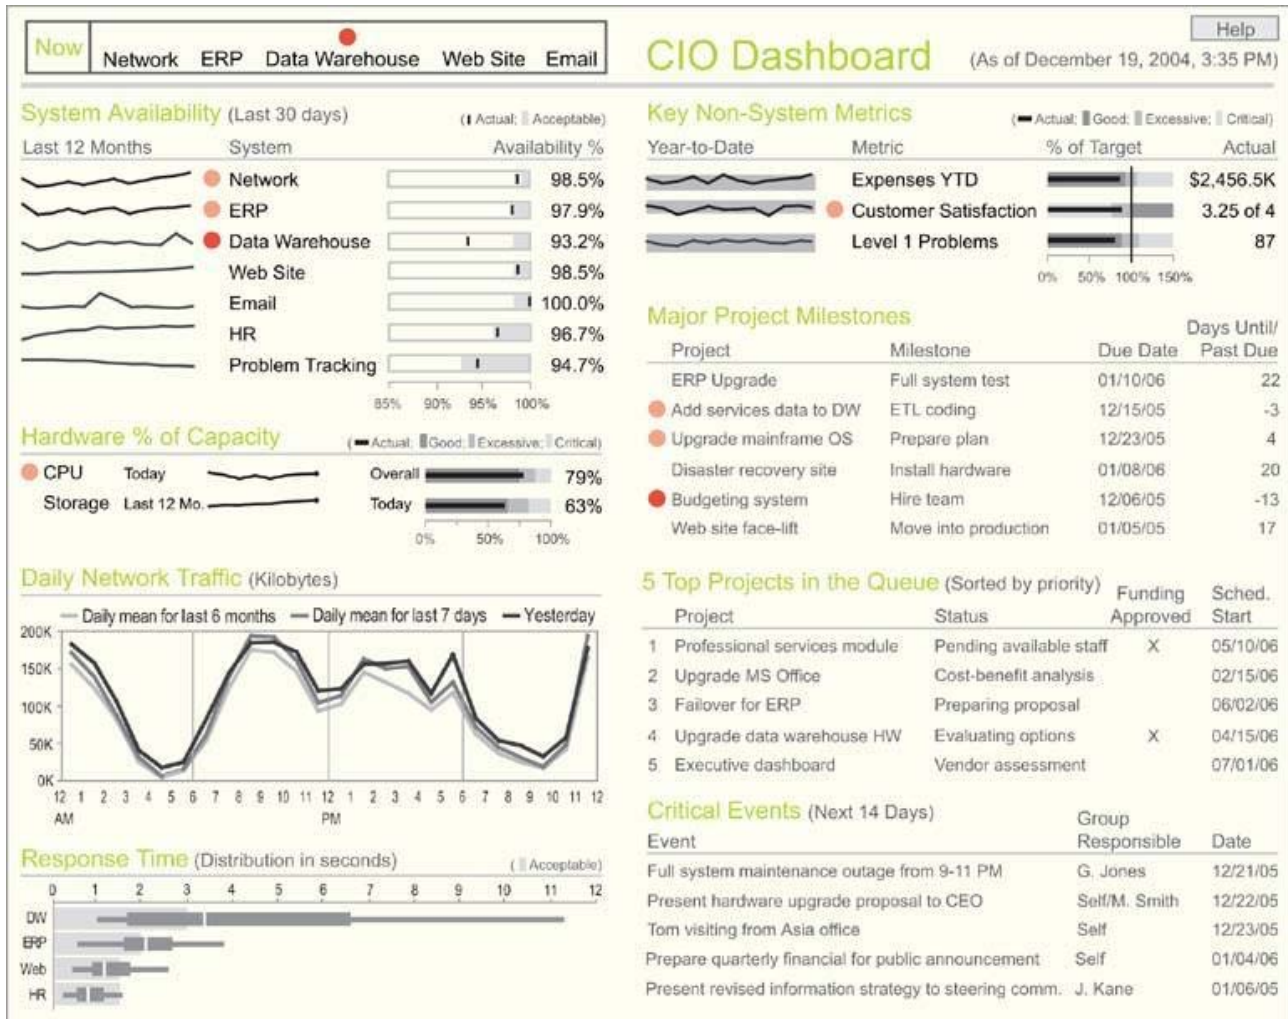 Now Network ERP Data Warehouse Web Site Email
CIO Dashboard
(As of December 19, 2004, 3:35 PM)
Help
System Availability (Last 30 days)
(Actual; Acceptable)
Last 12 Months System Availability %
Network 98.5%
ERP 97.9%
Data Warehouse 93.2%
Web Site 98.5%
Email 100.0%
HR 96.7%
Problem Tracking 94.7%
85% 90% 95% 100%
Hardware % of Capacity
(Actual; Good; Excessive; Critical)
CPU Today Overall 79%
Storage Last 12 Mo. Today 63%
0% 50% 100%
Daily Network Traffic (Kilobytes)
Daily mean for last 6 months Daily mean for last 7 days Yesterday
200K
150K
100K
50K
0K
12 1 2 3 4 5 6 7 8 9 10 11 12 1 2 3 4 5 6 7 8 9 10 11 12
AM PM
Response Time (Distribution in seconds)
(Acceptable)
0 1 2 3 4 5 6 7 8 9 10 11 12
DW
ERP
Web
HR
Key Non-System Metrics
(Actual; Good; Excessive; Critical)
Year-to-Date Metric % of Target Actual
Expenses YTD $2,456.5K
Customer Satisfaction 3.25 of 4
Level 1 Problems 87
0% 50% 100% 150%
Major Project Milestones
Days Until/
Project Milestone Due Date Past Due
ERP Upgrade Full system test 01/10/06 22
Add services data to DW ETL coding 12/15/05 -3
Upgrade mainframe OS Prepare plan 12/23/05 4
Disaster recovery site Install hardware 01/08/06 20
Budgeting system Hire team 12/06/05 -13
Web site face-lift Move into production 01/05/05 17
5 Top Projects in the Queue (Sorted by priority)
Funding Sched.
Project Status Approved Start
1 Professional services module Pending available staff X 05/10/06
2 Upgrade MS Office Cost-benefit analysis 02/15/06
3 Failover for ERP Preparing proposal 06/02/06
4 Upgrade data warehouse HW Evaluating options X 04/15/06
5 Executive dashboard Vendor assessment 07/01/06
Critical Events (Next 14 Days)
Group
Event Responsible Date
Full system maintenance outage from 9-11 PM G. Jones 12/21/05
Present hardware upgrade proposal to CEO Self/M. Smith 12/22/05
Tom visiting from Asia office Self 12/23/05
Prepare quarterly financial for public announcement Self 01/04/06
Present revised information strategy to steering comm. J. Kane 01/06/05